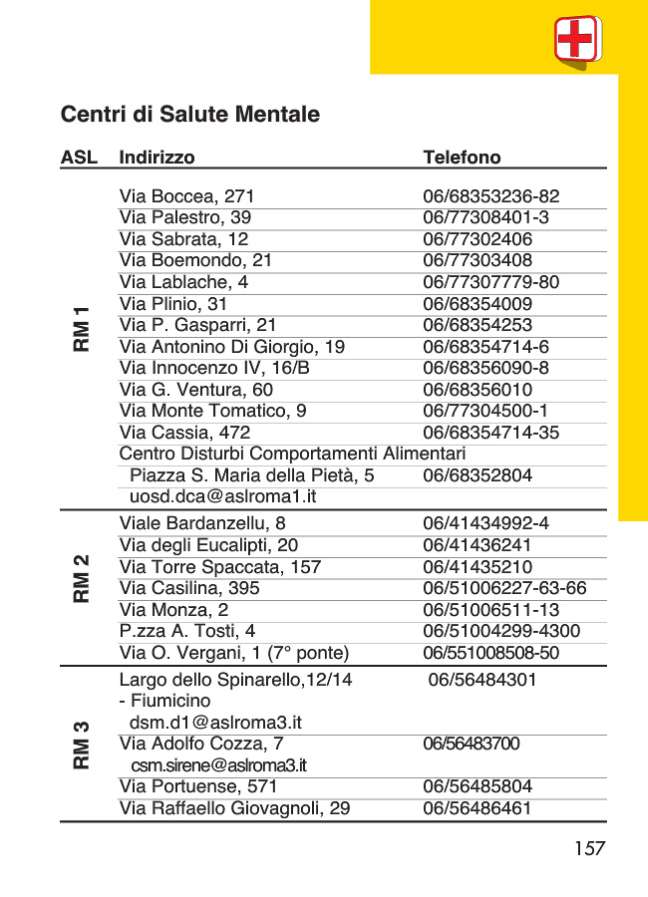 Centri di Salute Mentale
ASL Indirizzo Telefono
RM 1
Via Boccea, 271 06/68353236-82
Via Palestro, 39 06/77308401-3
Via Sabrata, 12 06/77302406
Via Boemondo, 21 06/77303408
Via Lablache, 4 06/77307779-80
Via Plinio, 31 06/68354009
Via P. Gasparri, 21 06/68354253
Via Antonino Di Giorgio, 19 06/68354714-6
Via Innocenzo IV, 16/B 06/68356090-8
Via G. Ventura, 60 06/68356010
Via Monte Tomatico, 9 06/77304500-1
Via Cassia, 472 06/68354714-35
Centro Disturbi Comportamenti Alimentari
Piazza S. Maria della Pietà, 5 06/68352804
uosd.dca@aslroma1.it
RM 2
Viale Bardanzellu, 8 06/41434992-4
Via degli Eucalipti, 20 06/41436241
Via Torre Spaccata, 157 06/41435210
Via Casilina, 395 06/51006227-63-66
Via Monza, 2 06/51006511-13
P.zza A. Tosti, 4 06/51004299-4300
Via O. Vergani, 1 (7° ponte) 06/551008508-50
RM 3
Largo dello Spinarello,12/14 06/56484301
- Fiumicino
dsm.d1@aslroma3.it
Via Adolfo Cozza, 7 06/56483700
csm.sirene@aslroma3.it
Via Portuense, 571 06/56485804
Via Raffaello Giovagnoli, 29 06/56486461
157